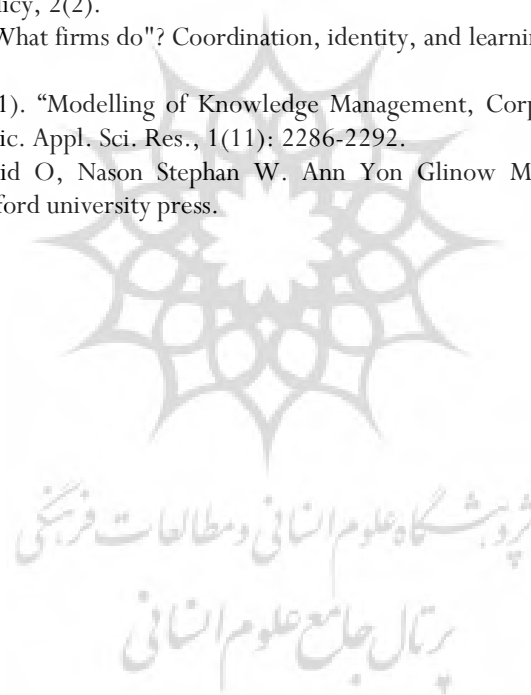 licy, 2(2).
What firms do"? Coordination, identity, and learnin
1). “Modelling of Knowledge Management, Corp
ic. Appl. Sci. Res., 1(11): 2286-2292.
id O, Nason Stephan W. Ann Yon Glinow M
ford university press.
پژوهشگاه علوم انسانی و مطالعات فرهنگی
پرتال جامع علوم انسانی